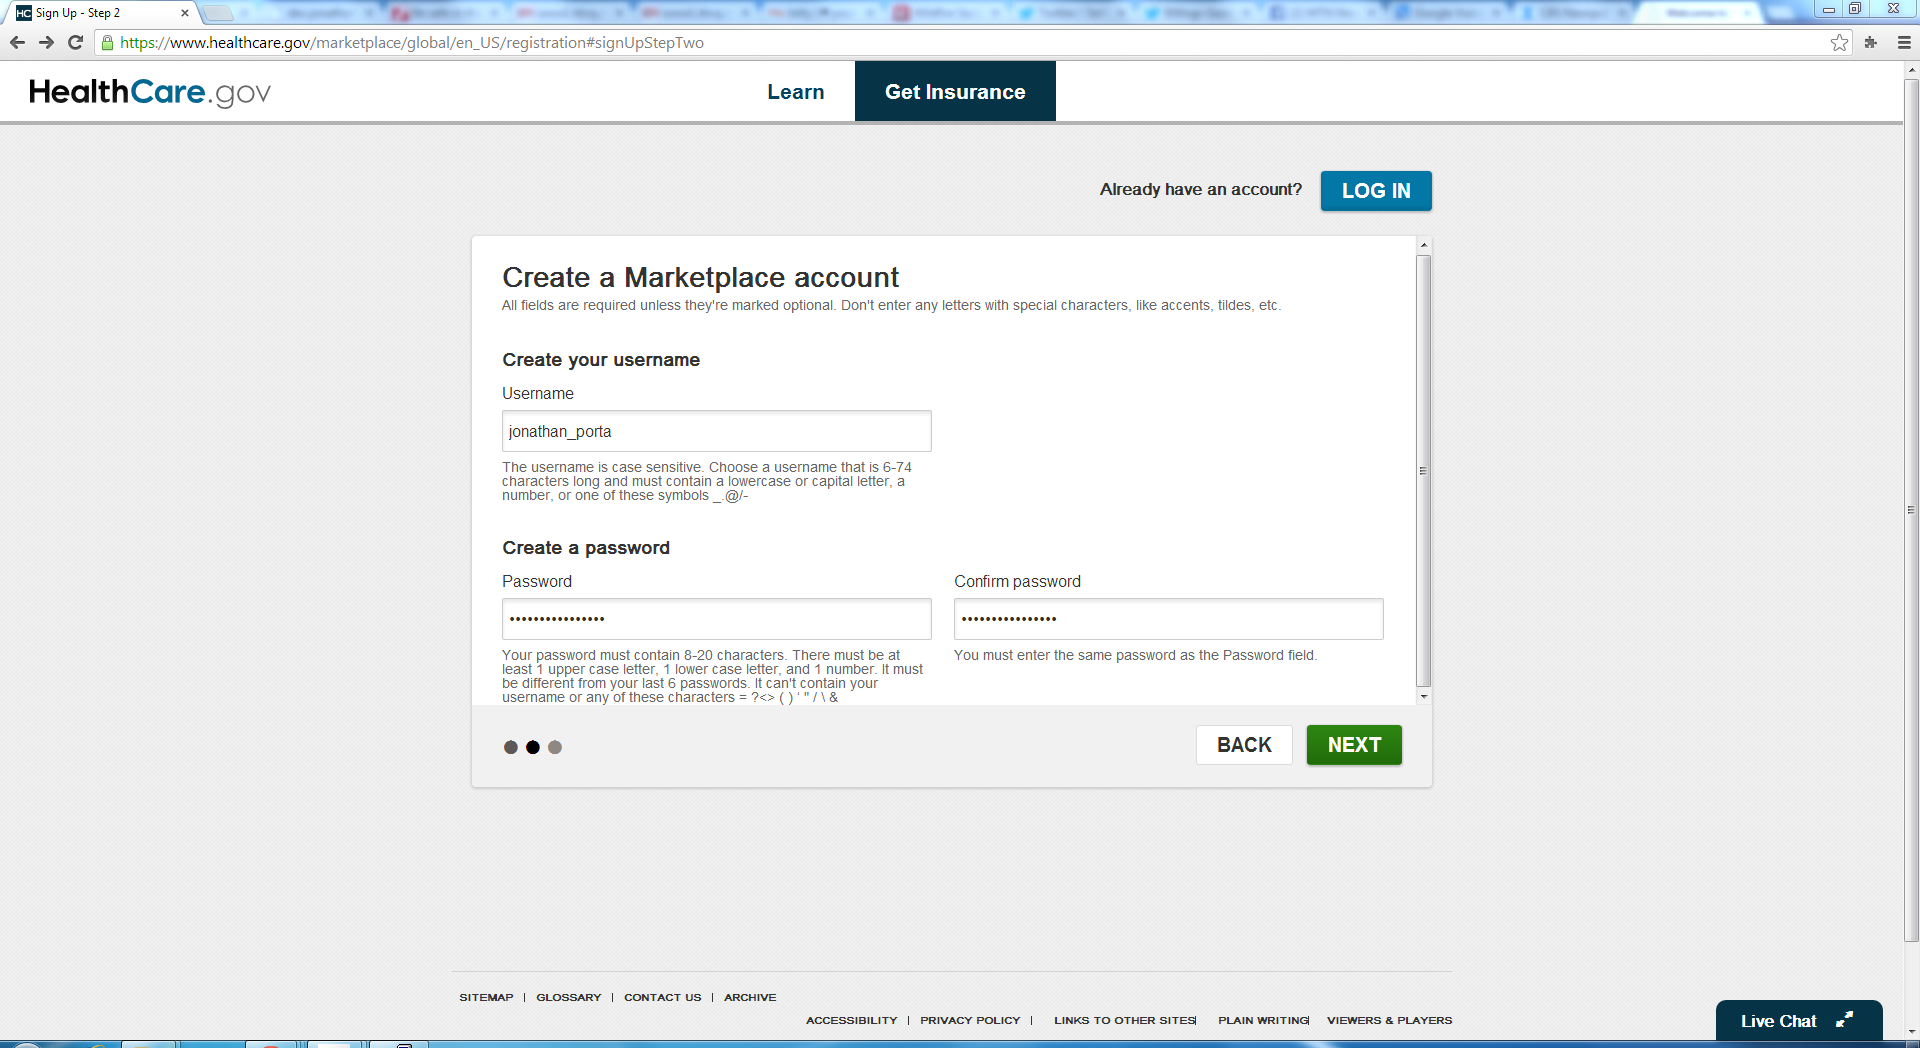 HC Sign Up - Step 2
https://www.healthcare.gov/marketplace/global/en_US/registration#signUpStepTwo
HealthCare.gov
Learn
Get Insurance
Already have an account?
LOG IN
Create a Marketplace account
All fields are required unless they're marked optional. Don't enter any letters with special characters, like accents, tildes, etc.
Create your username
Username
jonathan_porta
The username is case sensitive. Choose a username that is 6-74
characters long and must contain a lowercase or capital letter, a
number, or one of these symbols _.@/-
Create a password
Password
Confirm password
••••••••••••••••
••••••••••••••••
Your password must contain 8-20 characters. There must be at
least 1 upper case letter, 1 lower case letter, and 1 number. It must
be different from your last 6 passwords. It can't contain your
username or any of these characters = ?<> ( ) ' " / \ &
You must enter the same password as the Password field.
BACK
NEXT
SITEMAP | GLOSSARY | CONTACT US | ARCHIVE
ACCESSIBILITY | PRIVACY POLICY | LINKS TO OTHER SITES| PLAIN WRITING| VIEWERS & PLAYERS
Live Chat